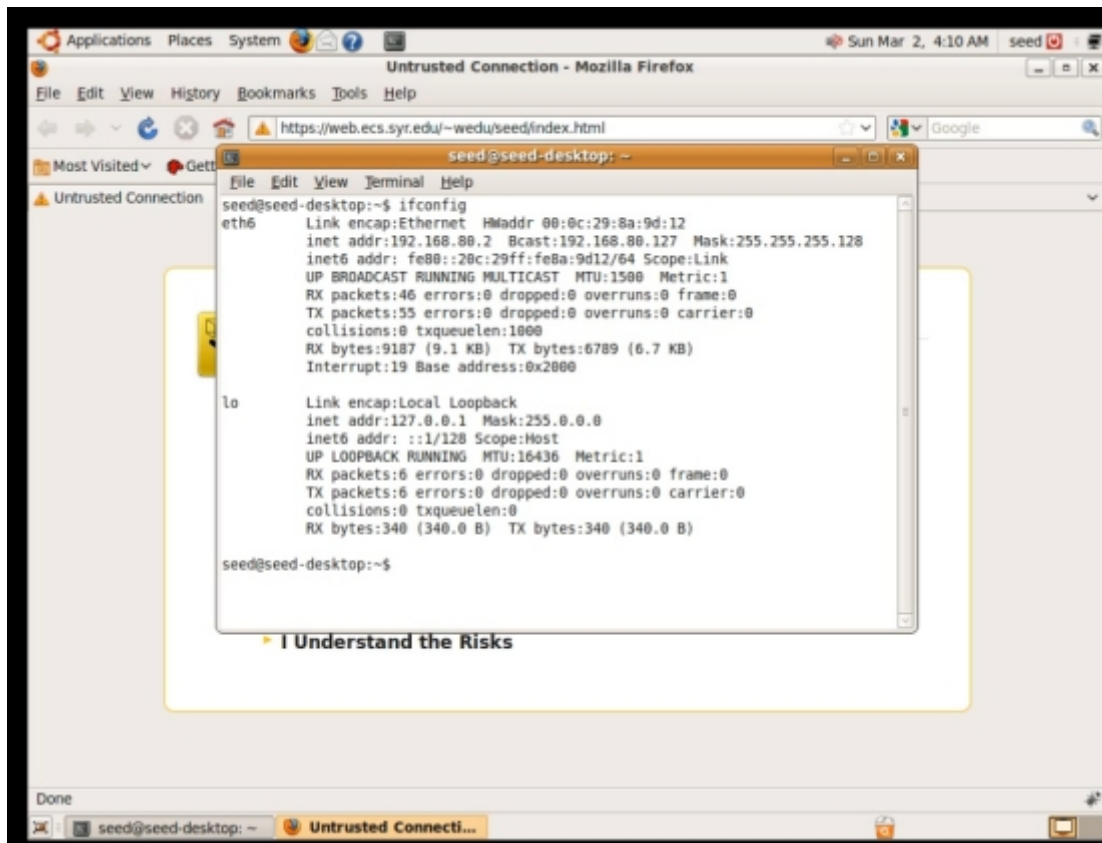 Applications Places System Sun Mar 2, 4:10 AM seed
Untrusted Connection - Mozilla Firefox
File Edit View History Bookmarks Tools Help
https://web.ecs.syr.edu/~wedu/seed/index.html Google
Most Visited Gett
Untrusted Connection
seed@seed-desktop: ~
File Edit View Terminal Help
seed@seed-desktop:~$ ifconfig
eth6 Link encap:Ethernet HWaddr 00:0c:29:8a:9d:12
inet addr:192.168.80.2 Bcast:192.168.80.127 Mask:255.255.255.128
inet6 addr: fe80::20c:29ff:fe8a:9d12/64 Scope:Link
UP BROADCAST RUNNING MULTICAST MTU:1500 Metric:1
RX packets:46 errors:0 dropped:0 overruns:0 frame:0
TX packets:55 errors:0 dropped:0 overruns:0 carrier:0
collisions:0 txqueuelen:1000
RX bytes:9187 (9.1 KB) TX bytes:6789 (6.7 KB)
Interrupt:19 Base address:0x2000
lo Link encap:Local Loopback
inet addr:127.0.0.1 Mask:255.0.0.0
inet6 addr: ::1/128 Scope:Host
UP LOOPBACK RUNNING MTU:16436 Metric:1
RX packets:6 errors:0 dropped:0 overruns:0 frame:0
TX packets:6 errors:0 dropped:0 overruns:0 carrier:0
collisions:0 txqueuelen:0
RX bytes:340 (340.0 B) TX bytes:340 (340.0 B)
seed@seed-desktop:~$
I Understand the Risks
Done
seed@seed-desktop: ~ Untrusted Connecti...